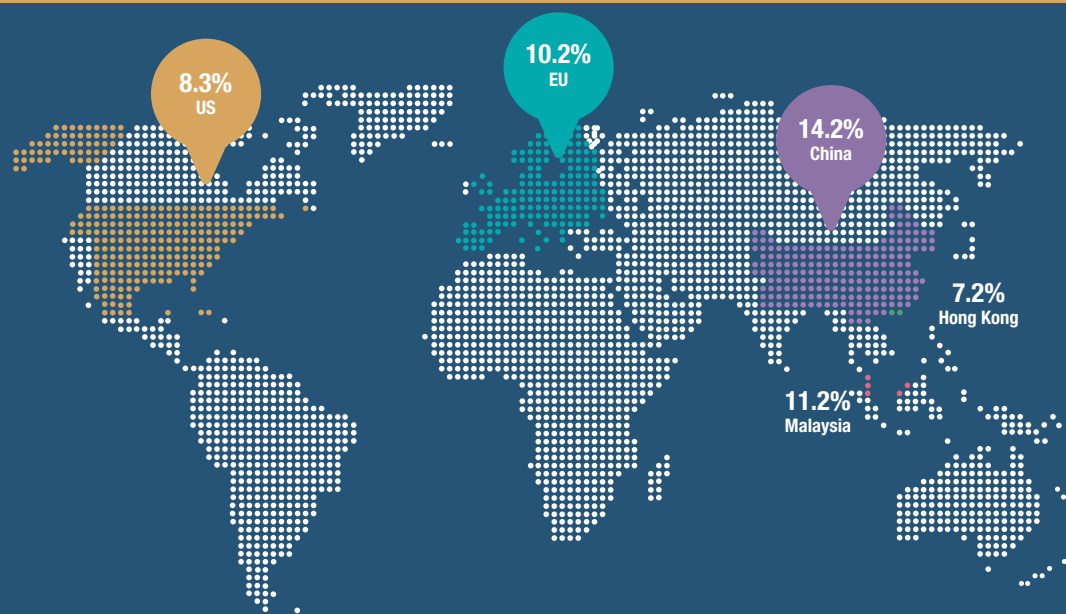 8.3%
US
10.2%
EU
14.2%
China
7.2%
Hong Kong
11.2%
Malaysia